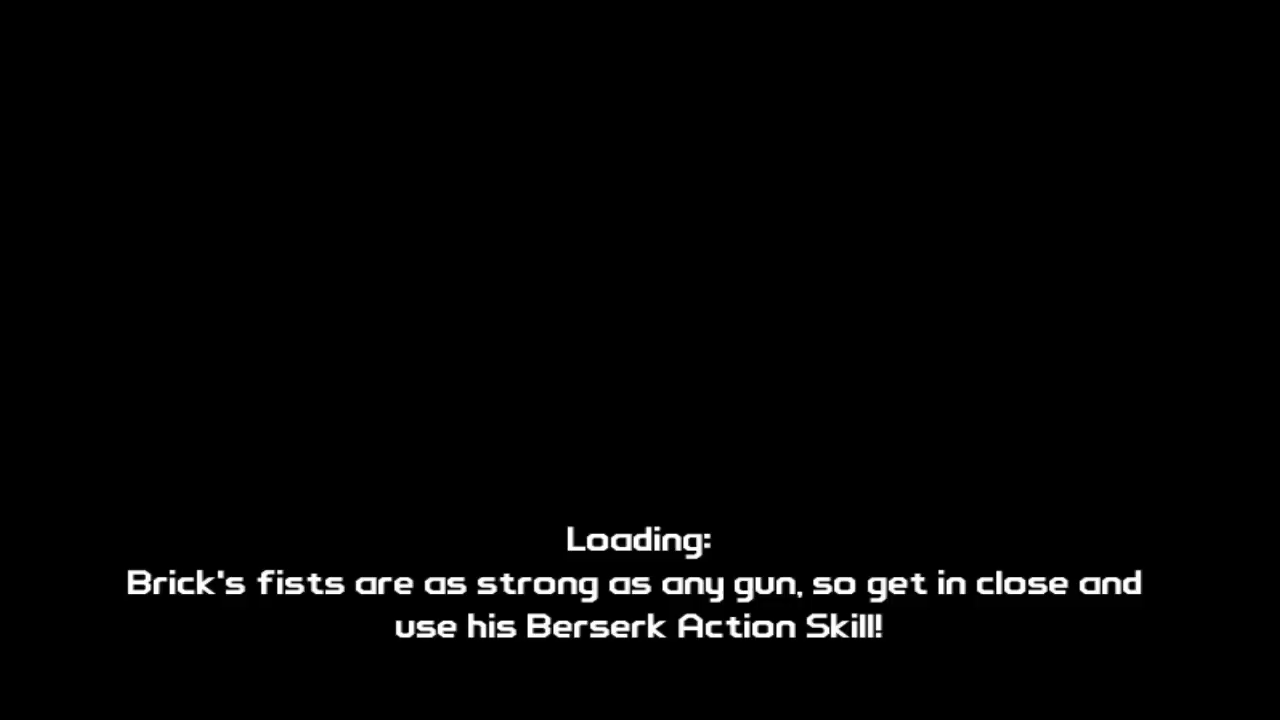 Loading:
Brick's fists are as strong as any gun, so get in close and
use his Berserk Action Skill!